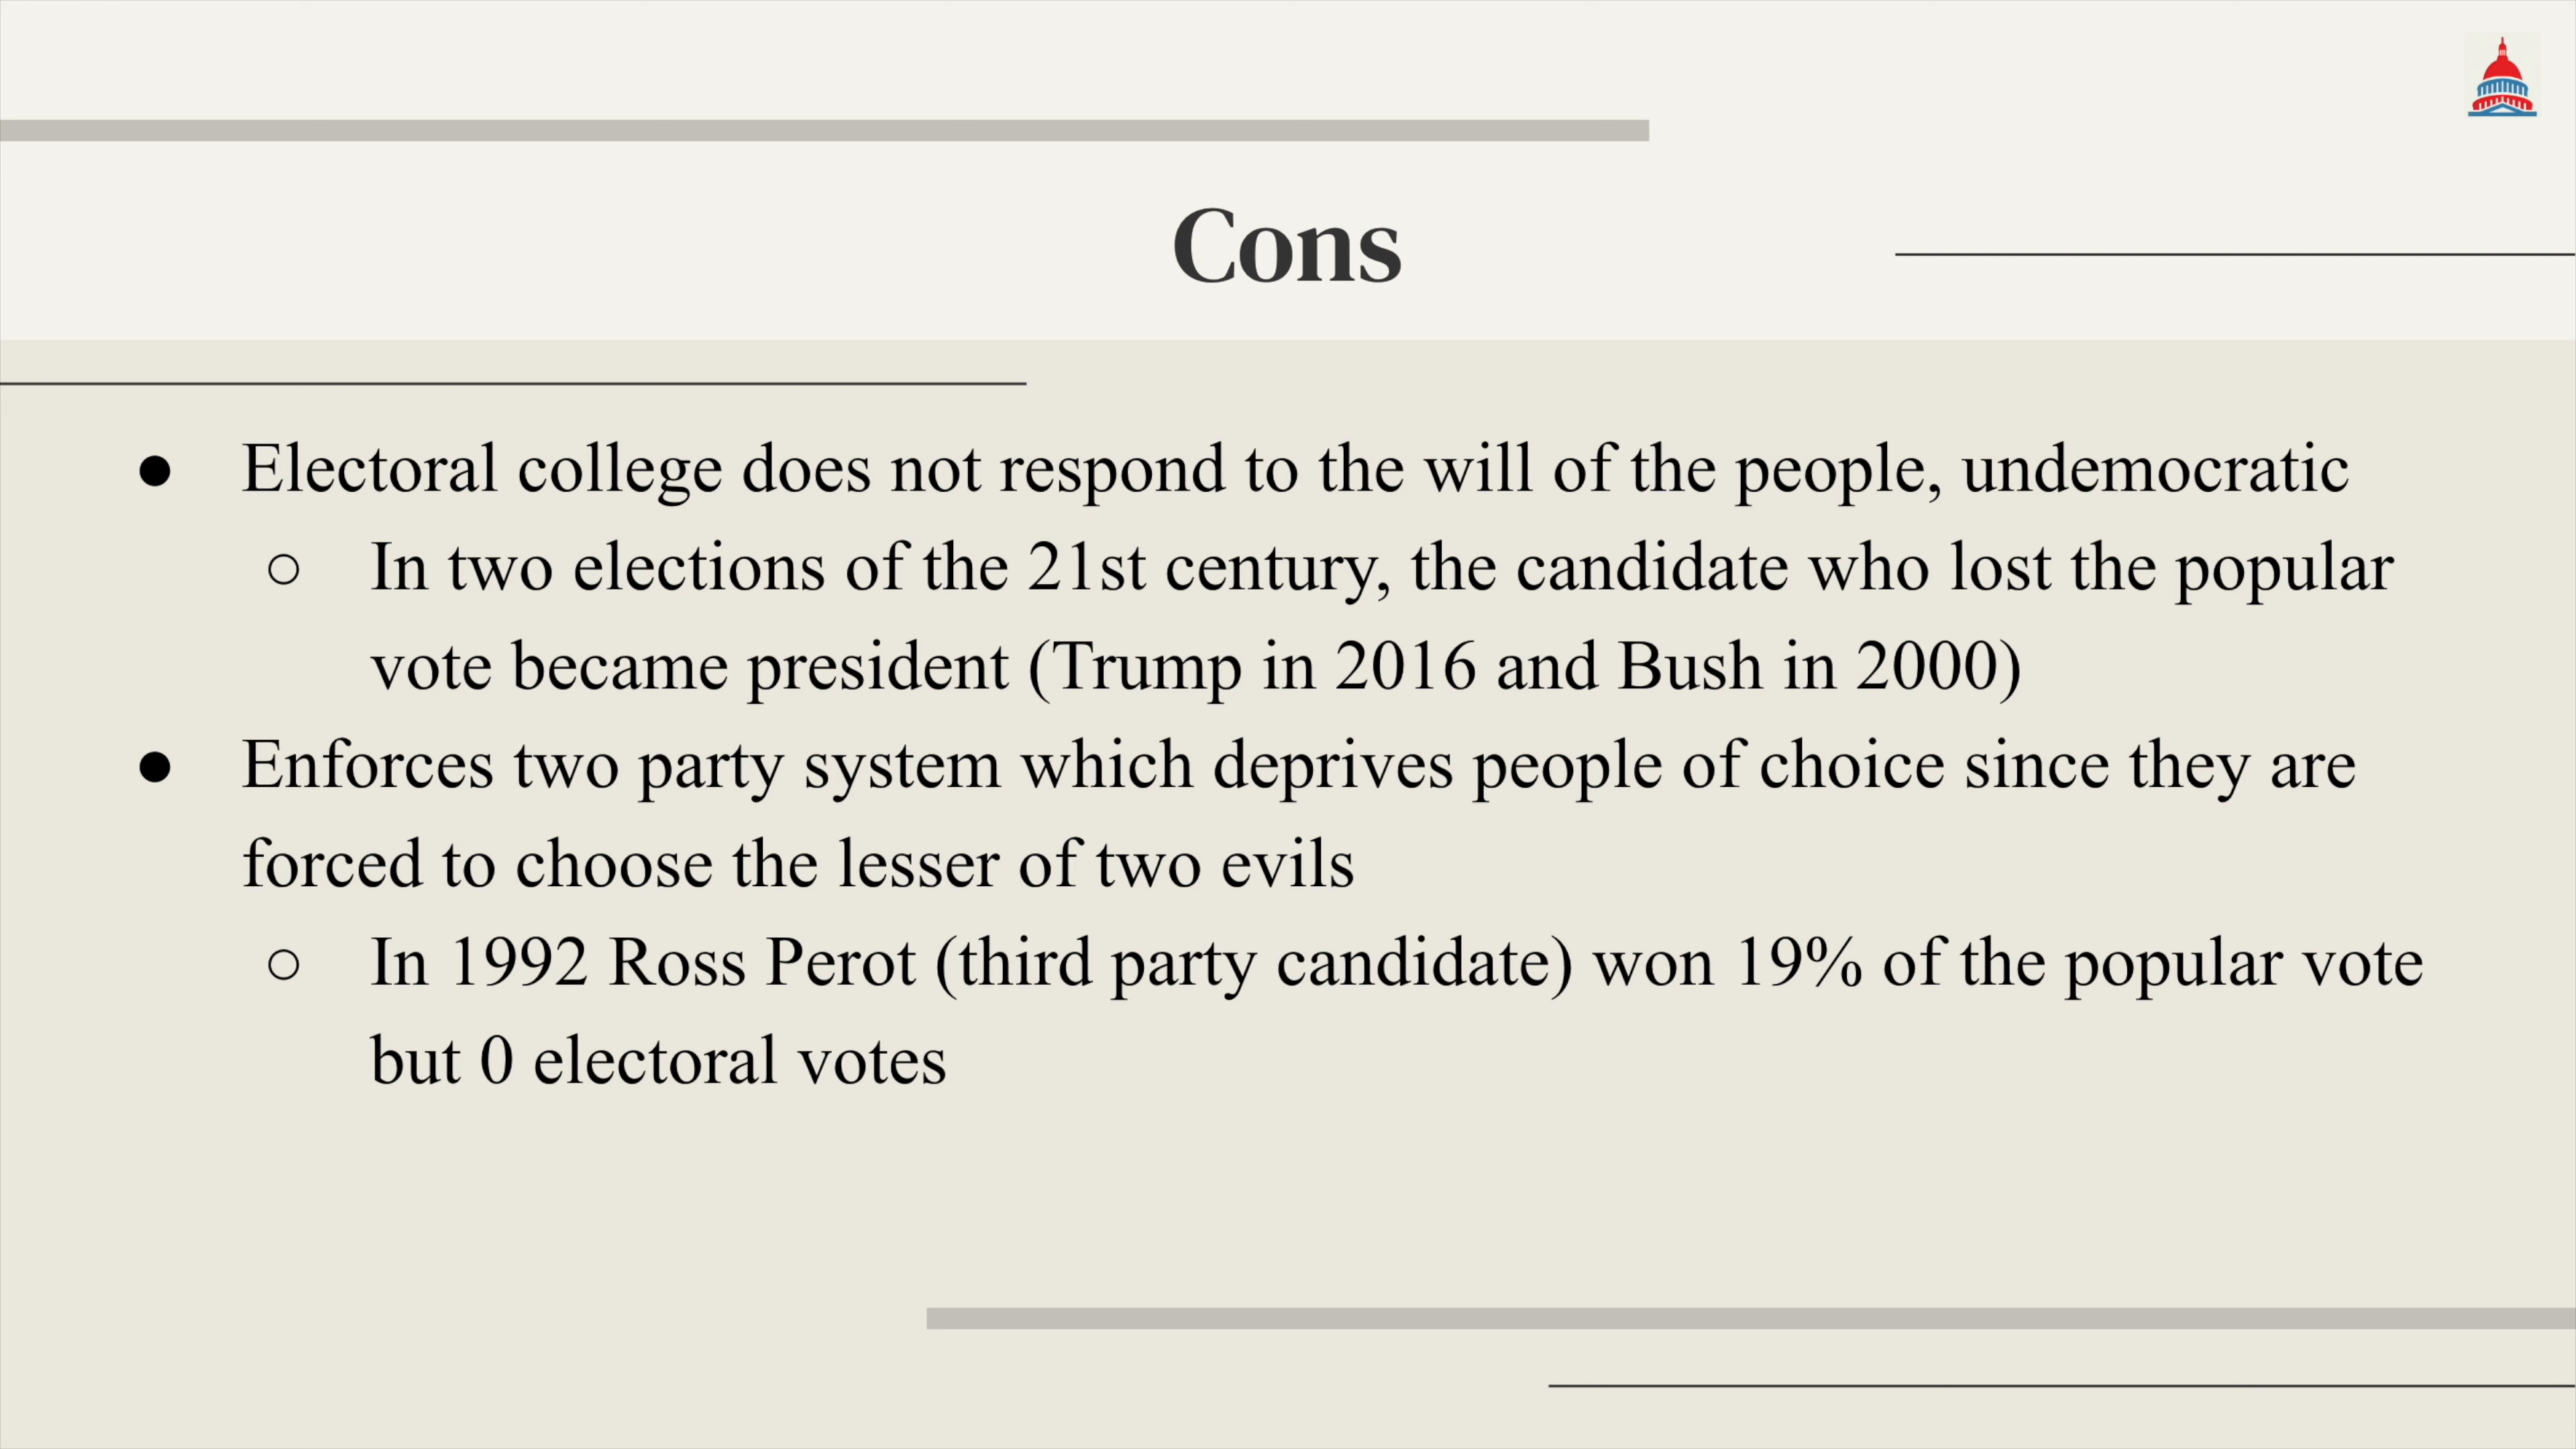 Cons
● Electoral college does not respond to the will of the people, undemocratic
○ In two elections of the 21st century, the candidate who lost the popular
vote became president (Trump in 2016 and Bush in 2000)
● Enforces two party system which deprives people of choice since they are
forced to choose the lesser of two evils
○ In 1992 Ross Perot (third party candidate) won 19% of the popular vote
but 0 electoral votes